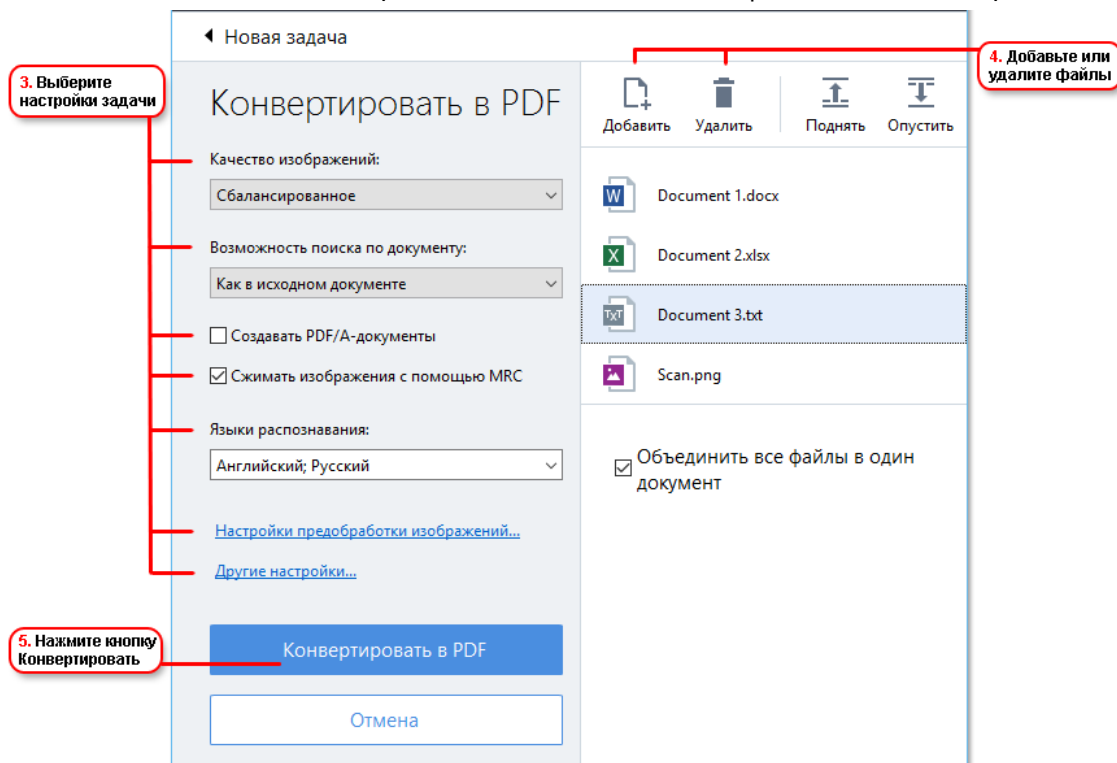 Новая задача
3. Выберите
настройки задачи
4. Добавьте или
удалите файлы
Конвертировать в PDF
Качество изображений:
Сбалансированное
Возможность поиска по документу:
Как в исходном документе
Создавать PDF/A-документы
Сжимать изображения с помощью MRC
Языки распознавания:
Английский; Русский
Настройки предобработки изображений...
Другие настройки...
5. Нажмите кнопку
Конвертировать
Конвертировать в PDF
Отмена
Добавить Удалить Поднять Опустить
W Document 1.docx
X Document 2.xlsx
TXT Document 3.txt
Scan.png
Объединить все файлы в один
документ